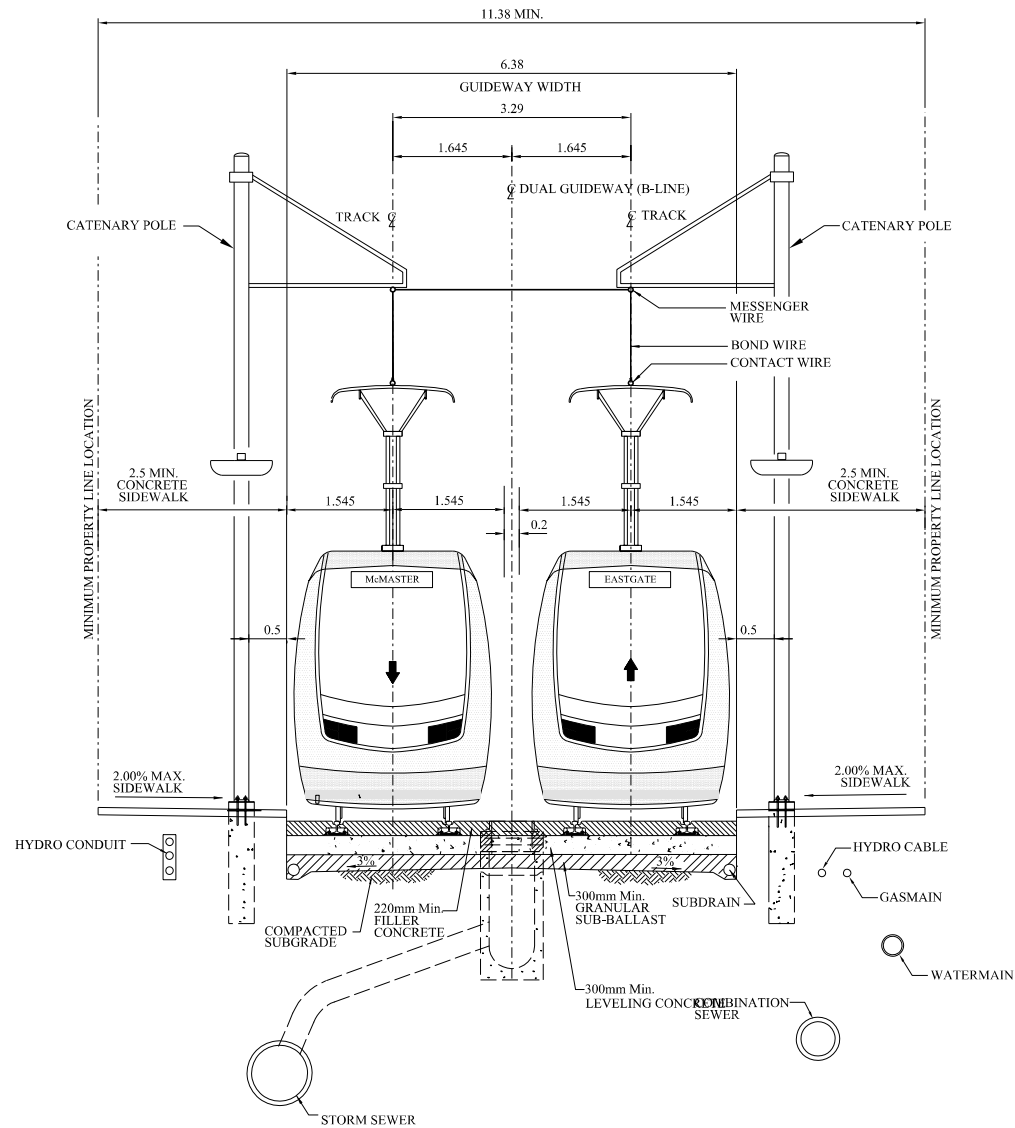 11.38 MIN.
6.38
GUIDEWAY WIDTH
3.29
1.645
1.645
℄ DUAL GUIDEWAY (B-LINE)
TRACK ℄
℄ TRACK
CATENARY POLE
CATENARY POLE
MESSENGER
WIRE
BOND WIRE
CONTACT WIRE
MINIMUM PROPERTY LINE LOCATION
MINIMUM PROPERTY LINE LOCATION
2.5 MIN.
CONCRETE
SIDEWALK
2.5 MIN.
CONCRETE
SIDEWALK
1.545
1.545
1.545
1.545
0.2
McMASTER
EASTGATE
0.5
0.5
2.00% MAX.
SIDEWALK
2.00% MAX.
SIDEWALK
HYDRO CONDUIT
HYDRO CABLE
3%
3%
GASMAIN
SUBDRAIN
220mm Min.
FILLER
CONCRETE
300mm Min.
GRANULAR
SUB-BALLAST
COMPACTED
SUBGRADE
WATERMAIN
300mm Min.
LEVELING CONCRETE
COMBINATION
SEWER
STORM SEWER